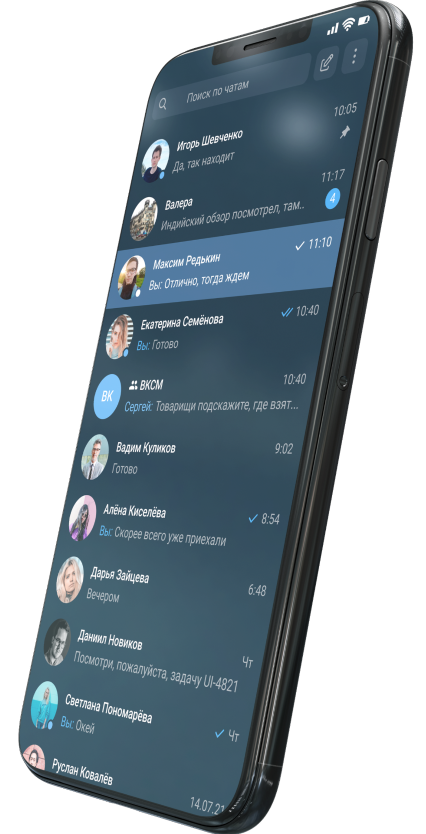 Поиск по чатам
Игорь Шевченко
10:05
Да, так находит
Валера
11:17
Индийский обзор посмотрел, там..
4
Максим Редькин
11:10
Вы: Отлично, тогда ждем
Екатерина Семёнова
10:40
Вы: Готово
ВК
ВКСМ
10:40
Сергей: Товарищи подскажите, где взят...
Вадим Куликов
9:02
Готово
Алёна Киселёва
8:54
Вы: Скорее всего уже приехали
Дарья Зайцева
6:48
Вечером
Даниил Новиков
Чт
Посмотри, пожалуйста, задачу UI-4821
Светлана Пономарёва
Чт
Вы: Окей
Руслан Ковалёв
14.07.21